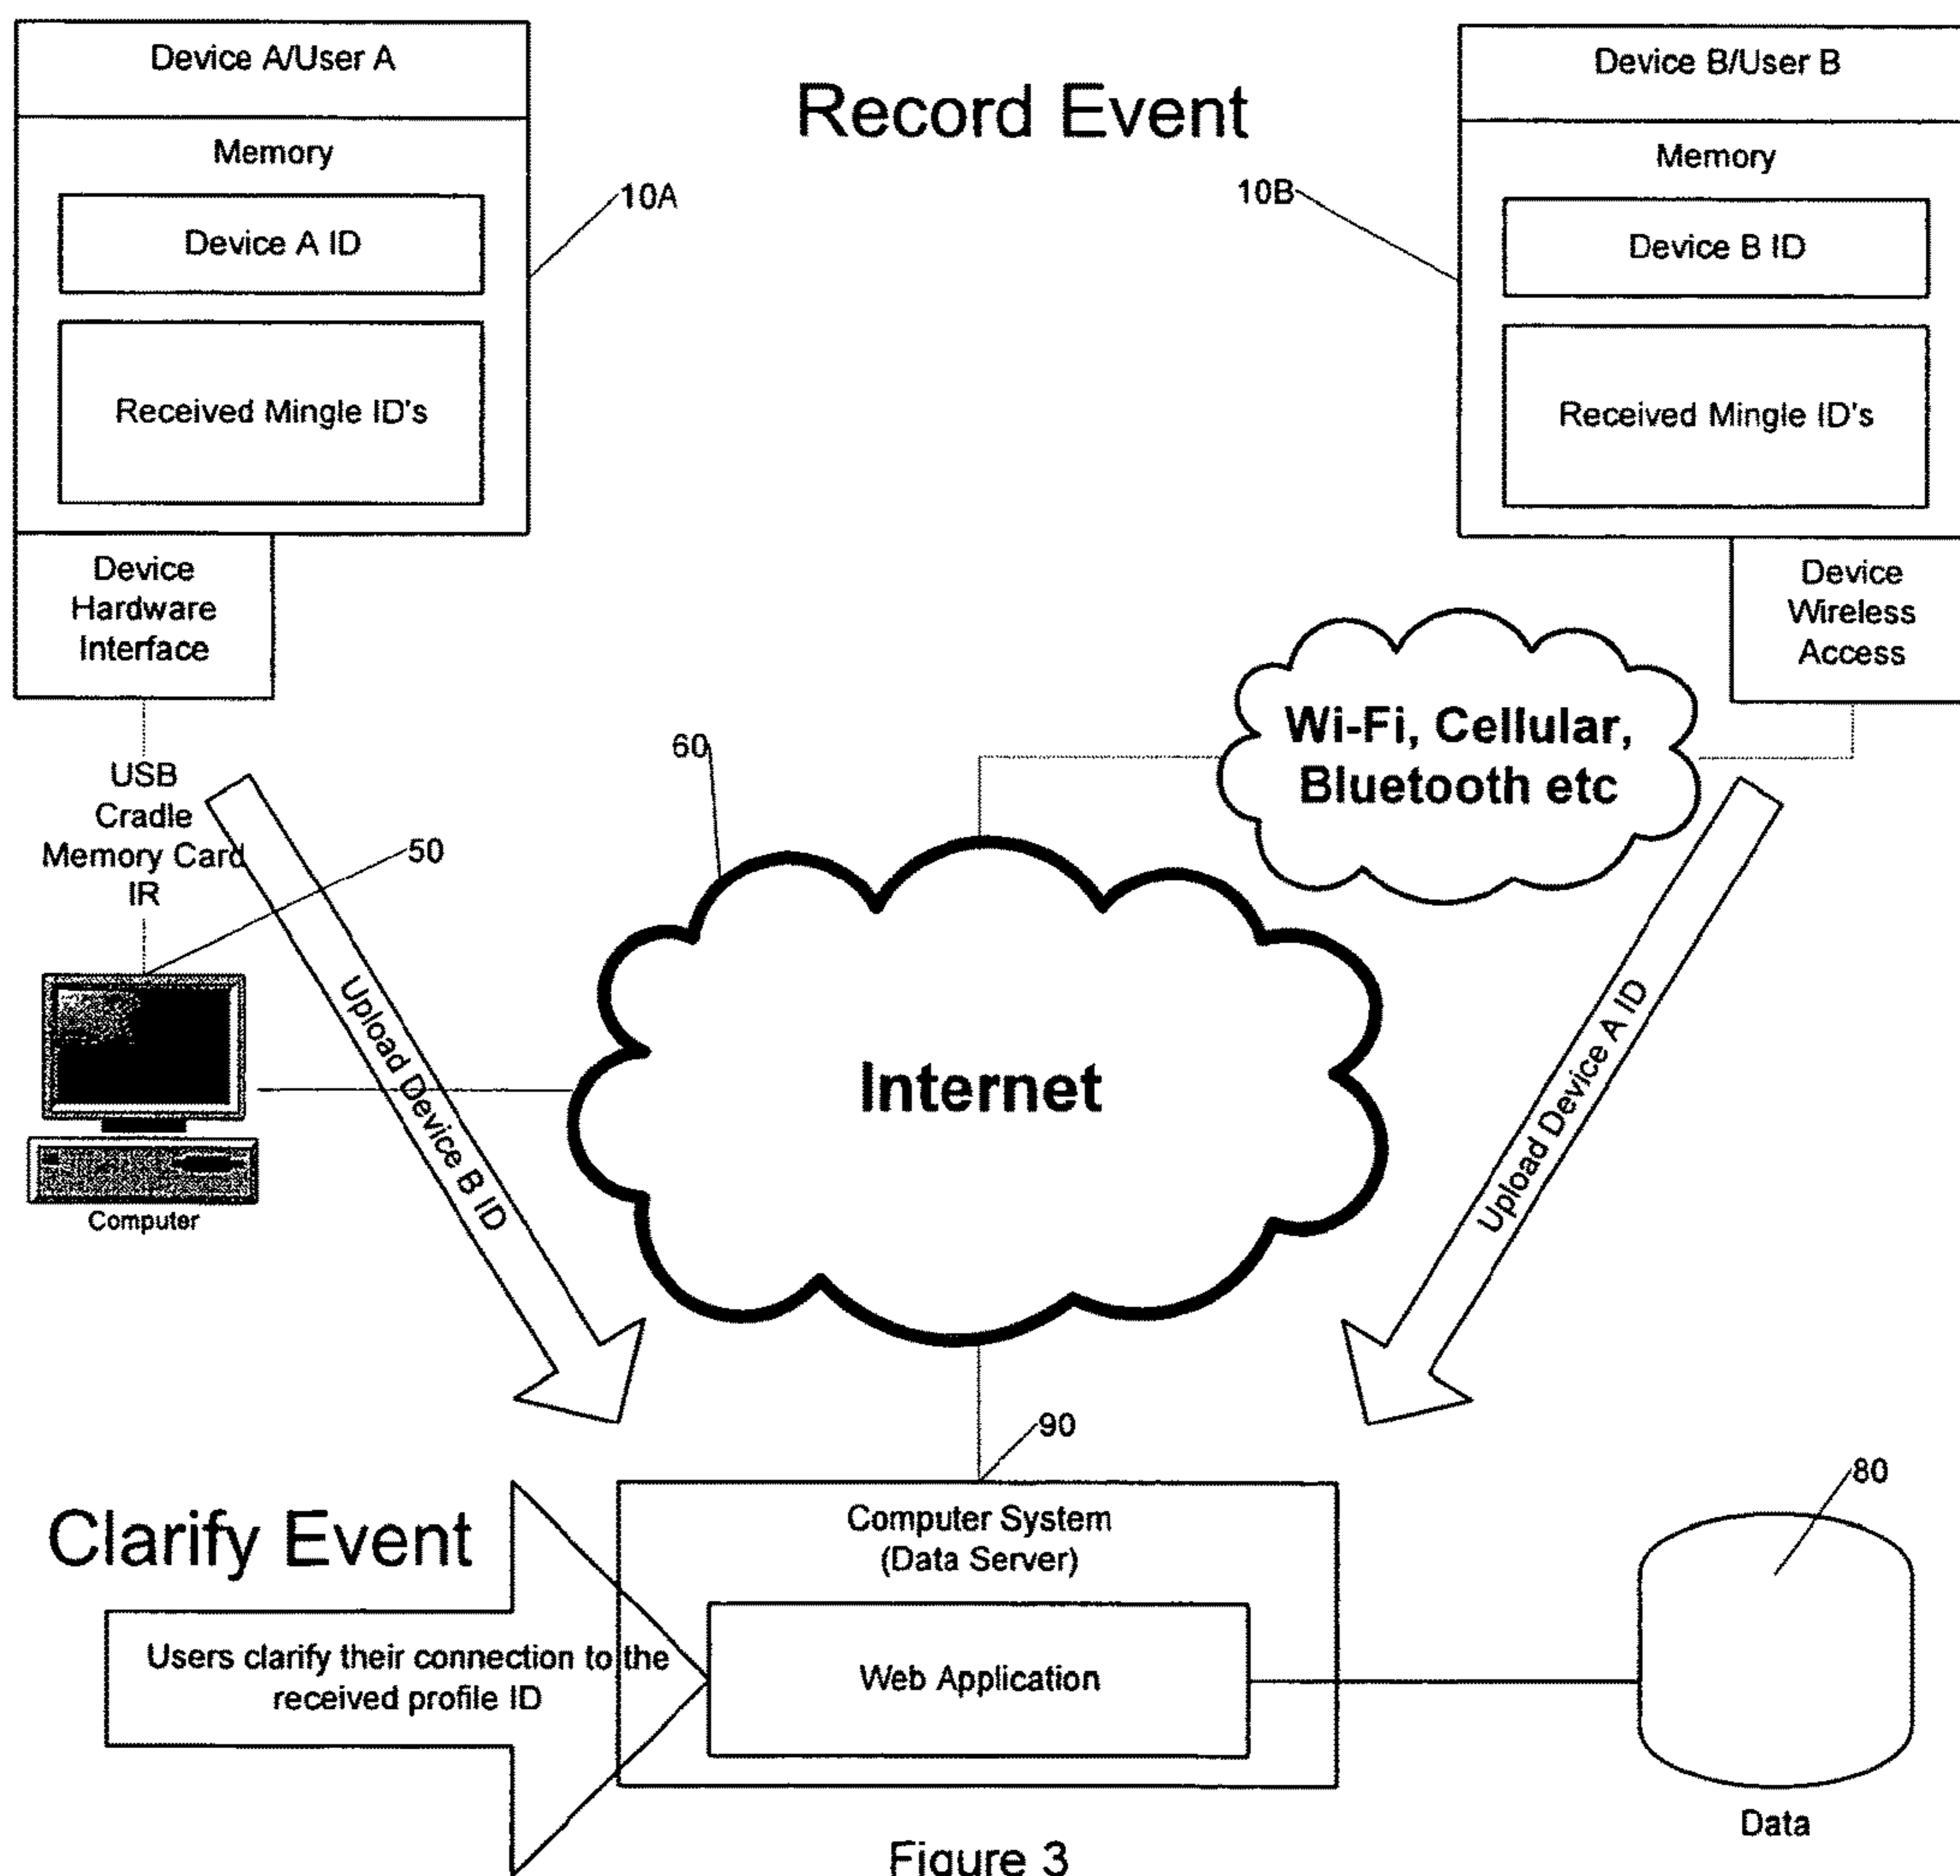 Device A/User A
Memory
Device A ID
Received Mingle ID's
Device
Hardware
Interface
10A
Record Event
Device B/User B
Memory
Device B ID
Received Mingle ID's
Device
Wireless
Access
10B
USB
Cradle
Memory Card
IR
50
60
Wi-Fi, Cellular,
Bluetooth etc
Computer
Upload Device B ID
Internet
Upload Device A ID
90
80
Clarify Event
Users clarify their connection to the
received profile ID
Computer System
(Data Server)
Web Application
Data
Figure 3